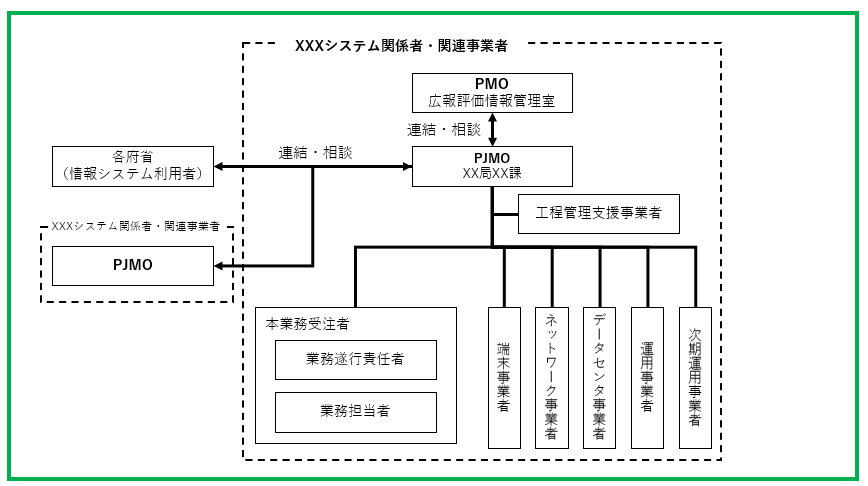 XXXシステム関係者・関連事業者
PMO
広報評価情報管理室
連結・相談
各府省
（情報システム利用者）
連結・相談
PJMO
XX局XX課
工程管理支援事業者
XXXシステム関係者・関連事業者
PJMO
本業務受注者
業務遂行責任者
業務担当者
端末事業者
ネットワーク事業者
データセンタ事業者
運用事業者
次期運用事業者